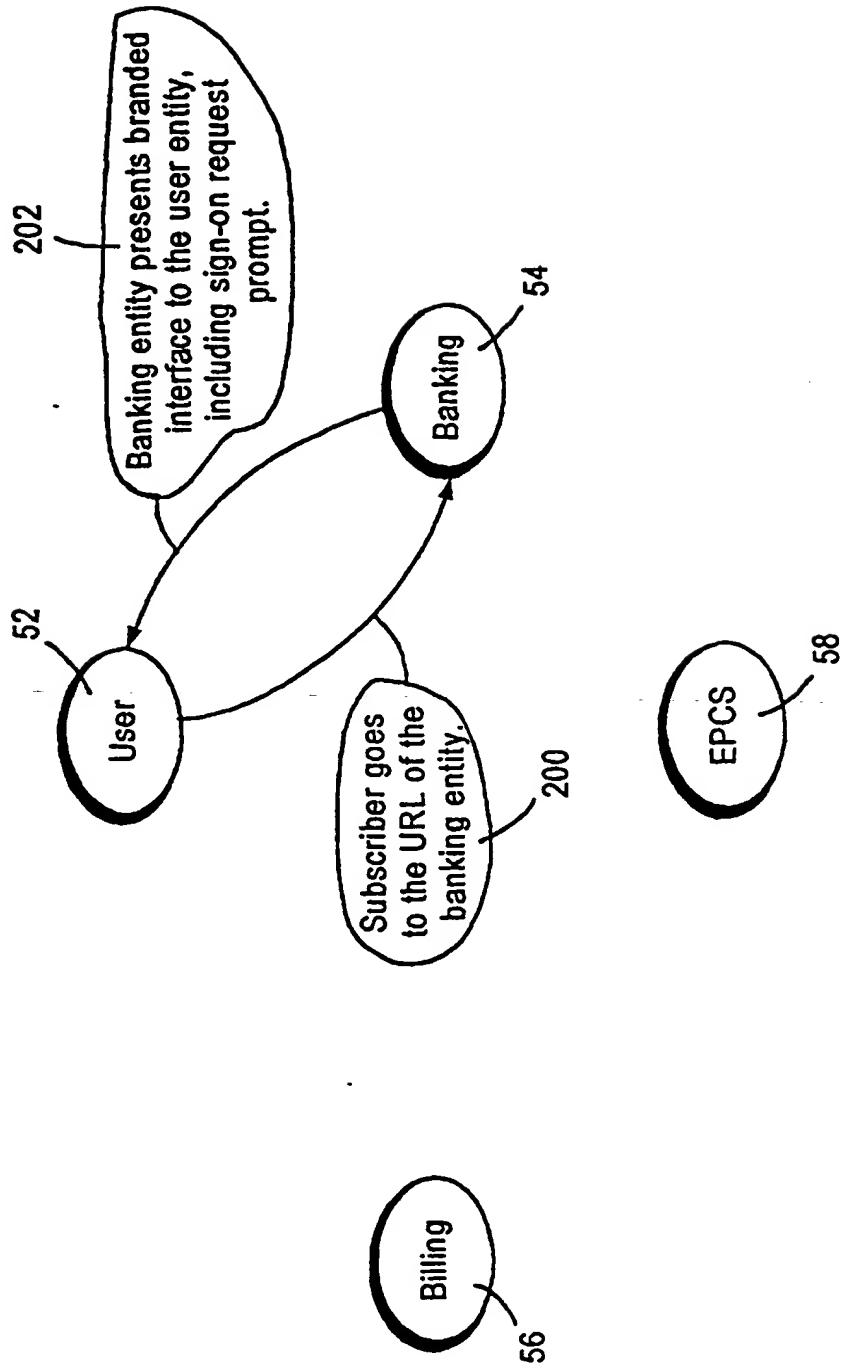 202
Banking entity presents branded
interface to the user entity,
including sign-on request
prompt.
52
User
Banking
54
Subscriber goes
to the URL of the
banking entity.
200
Billing
56
EPCS
58